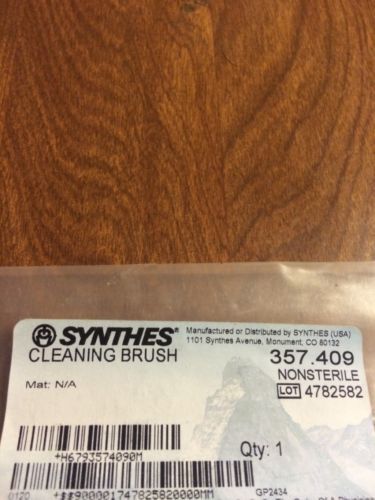 SYNTHES®
Manufactured or Distributed by SYNTHES (USA)
1101 Synthes Avenue, Monument, CO 80132
CLEANING BRUSH
357.409
NONSTERILE
Mat: N/A
LOT 4782582
*H6793574090M
Qty: 1
0120
GP2434